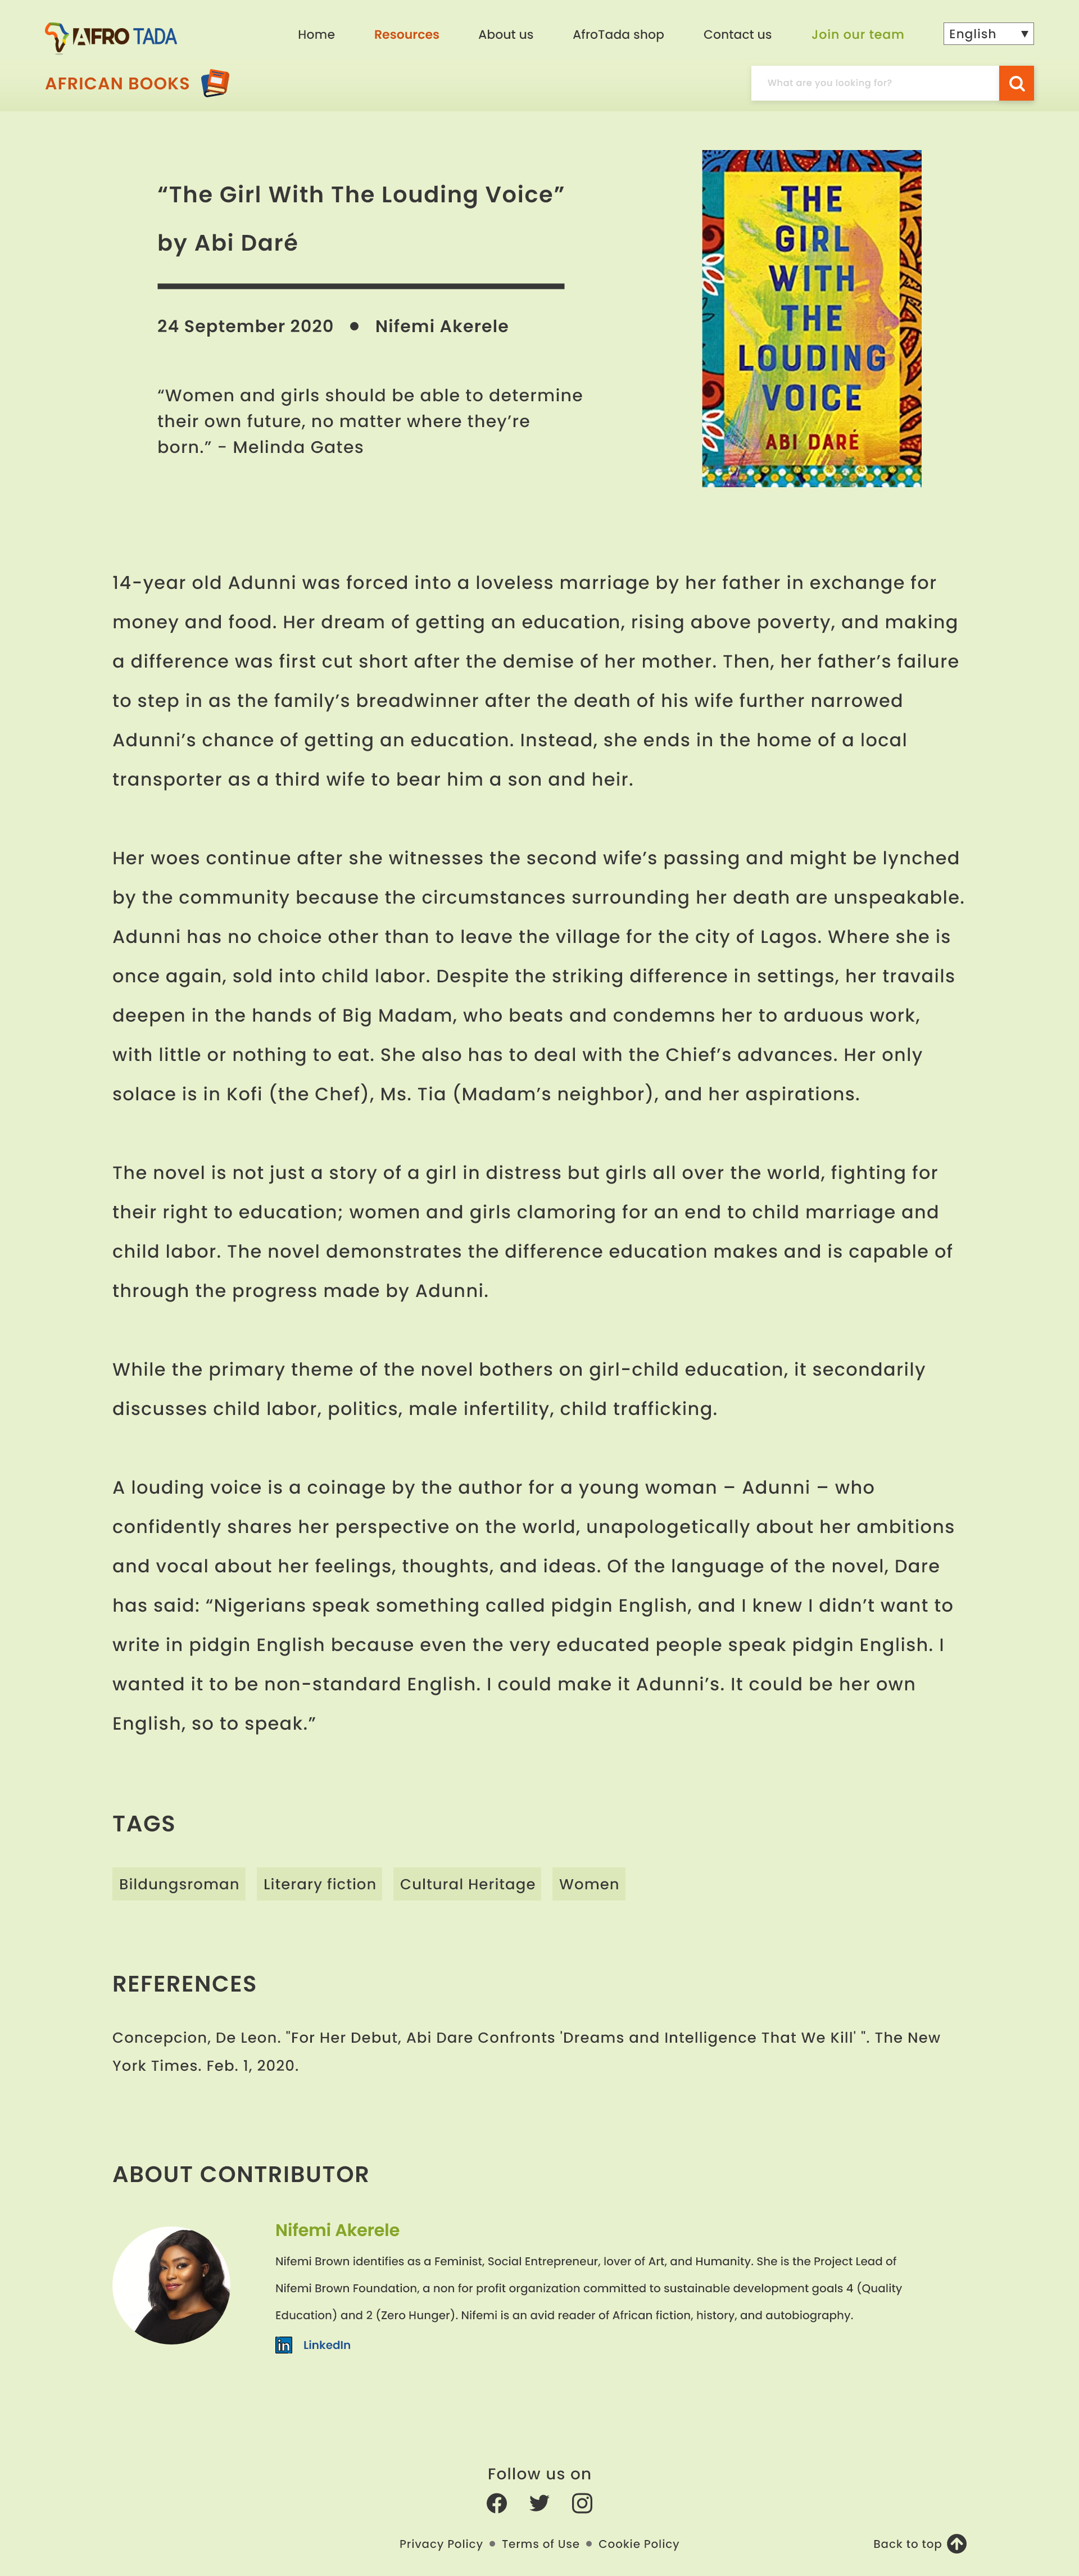 AFRO TADA
Home
Resources
About us
AfroTada shop
Contact us
Join our team
English
AFRICAN BOOKS
What are you looking for?
“The Girl With The Louding Voice”
by Abi Daré
24 September 2020 ● Nifemi Akerele
“Women and girls should be able to determine
their own future, no matter where they’re
born.” - Melinda Gates
THE
GIRL
WITH
THE
LOUDING
VOICE
ABI DARÉ
14-year old Adunni was forced into a loveless marriage by her father in exchange for
money and food. Her dream of getting an education, rising above poverty, and making
a difference was first cut short after the demise of her mother. Then, her father’s failure
to step in as the family’s breadwinner after the death of his wife further narrowed
Adunni’s chance of getting an education. Instead, she ends in the home of a local
transporter as a third wife to bear him a son and heir.
Her woes continue after she witnesses the second wife’s passing and might be lynched
by the community because the circumstances surrounding her death are unspeakable.
Adunni has no choice other than to leave the village for the city of Lagos. Where she is
once again, sold into child labor. Despite the striking difference in settings, her travails
deepen in the hands of Big Madam, who beats and condemns her to arduous work,
with little or nothing to eat. She also has to deal with the Chief’s advances. Her only
solace is in Kofi (the Chef), Ms. Tia (Madam’s neighbor), and her aspirations.
The novel is not just a story of a girl in distress but girls all over the world, fighting for
their right to education; women and girls clamoring for an end to child marriage and
child labor. The novel demonstrates the difference education makes and is capable of
through the progress made by Adunni.
While the primary theme of the novel bothers on girl-child education, it secondarily
discusses child labor, politics, male infertility, child trafficking.
A louding voice is a coinage by the author for a young woman – Adunni – who
confidently shares her perspective on the world, unapologetically about her ambitions
and vocal about her feelings, thoughts, and ideas. Of the language of the novel, Dare
has said: “Nigerians speak something called pidgin English, and I knew I didn’t want to
write in pidgin English because even the very educated people speak pidgin English. I
wanted it to be non-standard English. I could make it Adunni’s. It could be her own
English, so to speak.”
TAGS
Bildungsroman
Literary fiction
Cultural Heritage
Women
REFERENCES
Concepcion, De Leon. "For Her Debut, Abi Dare Confronts 'Dreams and Intelligence That We Kill' ". The New
York Times. Feb. 1, 2020.
ABOUT CONTRIBUTOR
Nifemi Akerele
Nifemi Brown identifies as a Feminist, Social Entrepreneur, lover of Art, and Humanity. She is the Project Lead of
Nifemi Brown Foundation, a non for profit organization committed to sustainable development goals 4 (Quality
Education) and 2 (Zero Hunger). Nifemi is an avid reader of African fiction, history, and autobiography.
in LinkedIn
Follow us on
Privacy Policy ● Terms of Use ● Cookie Policy
Back to top